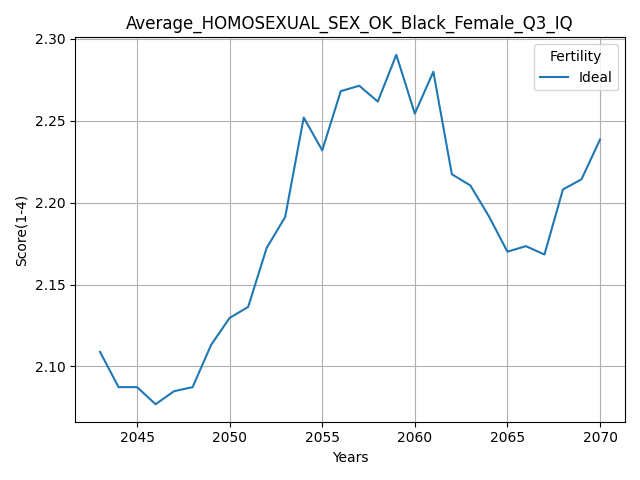 Average_HOMOSEXUAL_SEX_OK_Black_Female_Q3_IQ
Fertility
Ideal
Score(1-4)
2.30
2.25
2.20
2.15
2.10
2045 2050 2055 2060 2065 2070
Years